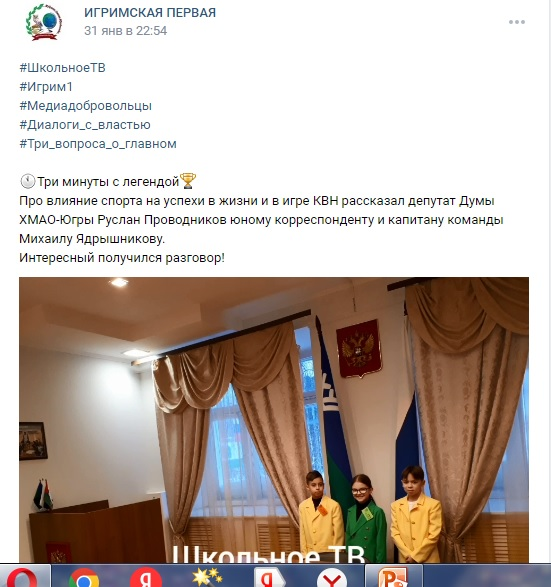 ИГРИМСКАЯ ПЕРВАЯ
31 янв в 22:54
#ШкольноеТВ
#Игрим1
#Медиадобровольцы
#Диалоги_с_властью
#Три_вопроса_о_главном
Три минуты с легендой
Про влияние спорта на успехи в жизни и в игре КВН рассказал депутат Думы
ХМАО-Югры Руслан Проводников юному корреспонденту и капитану команды
Михаилу Ядрышникову.
Интересный получился разговор!
Школьное ТВ